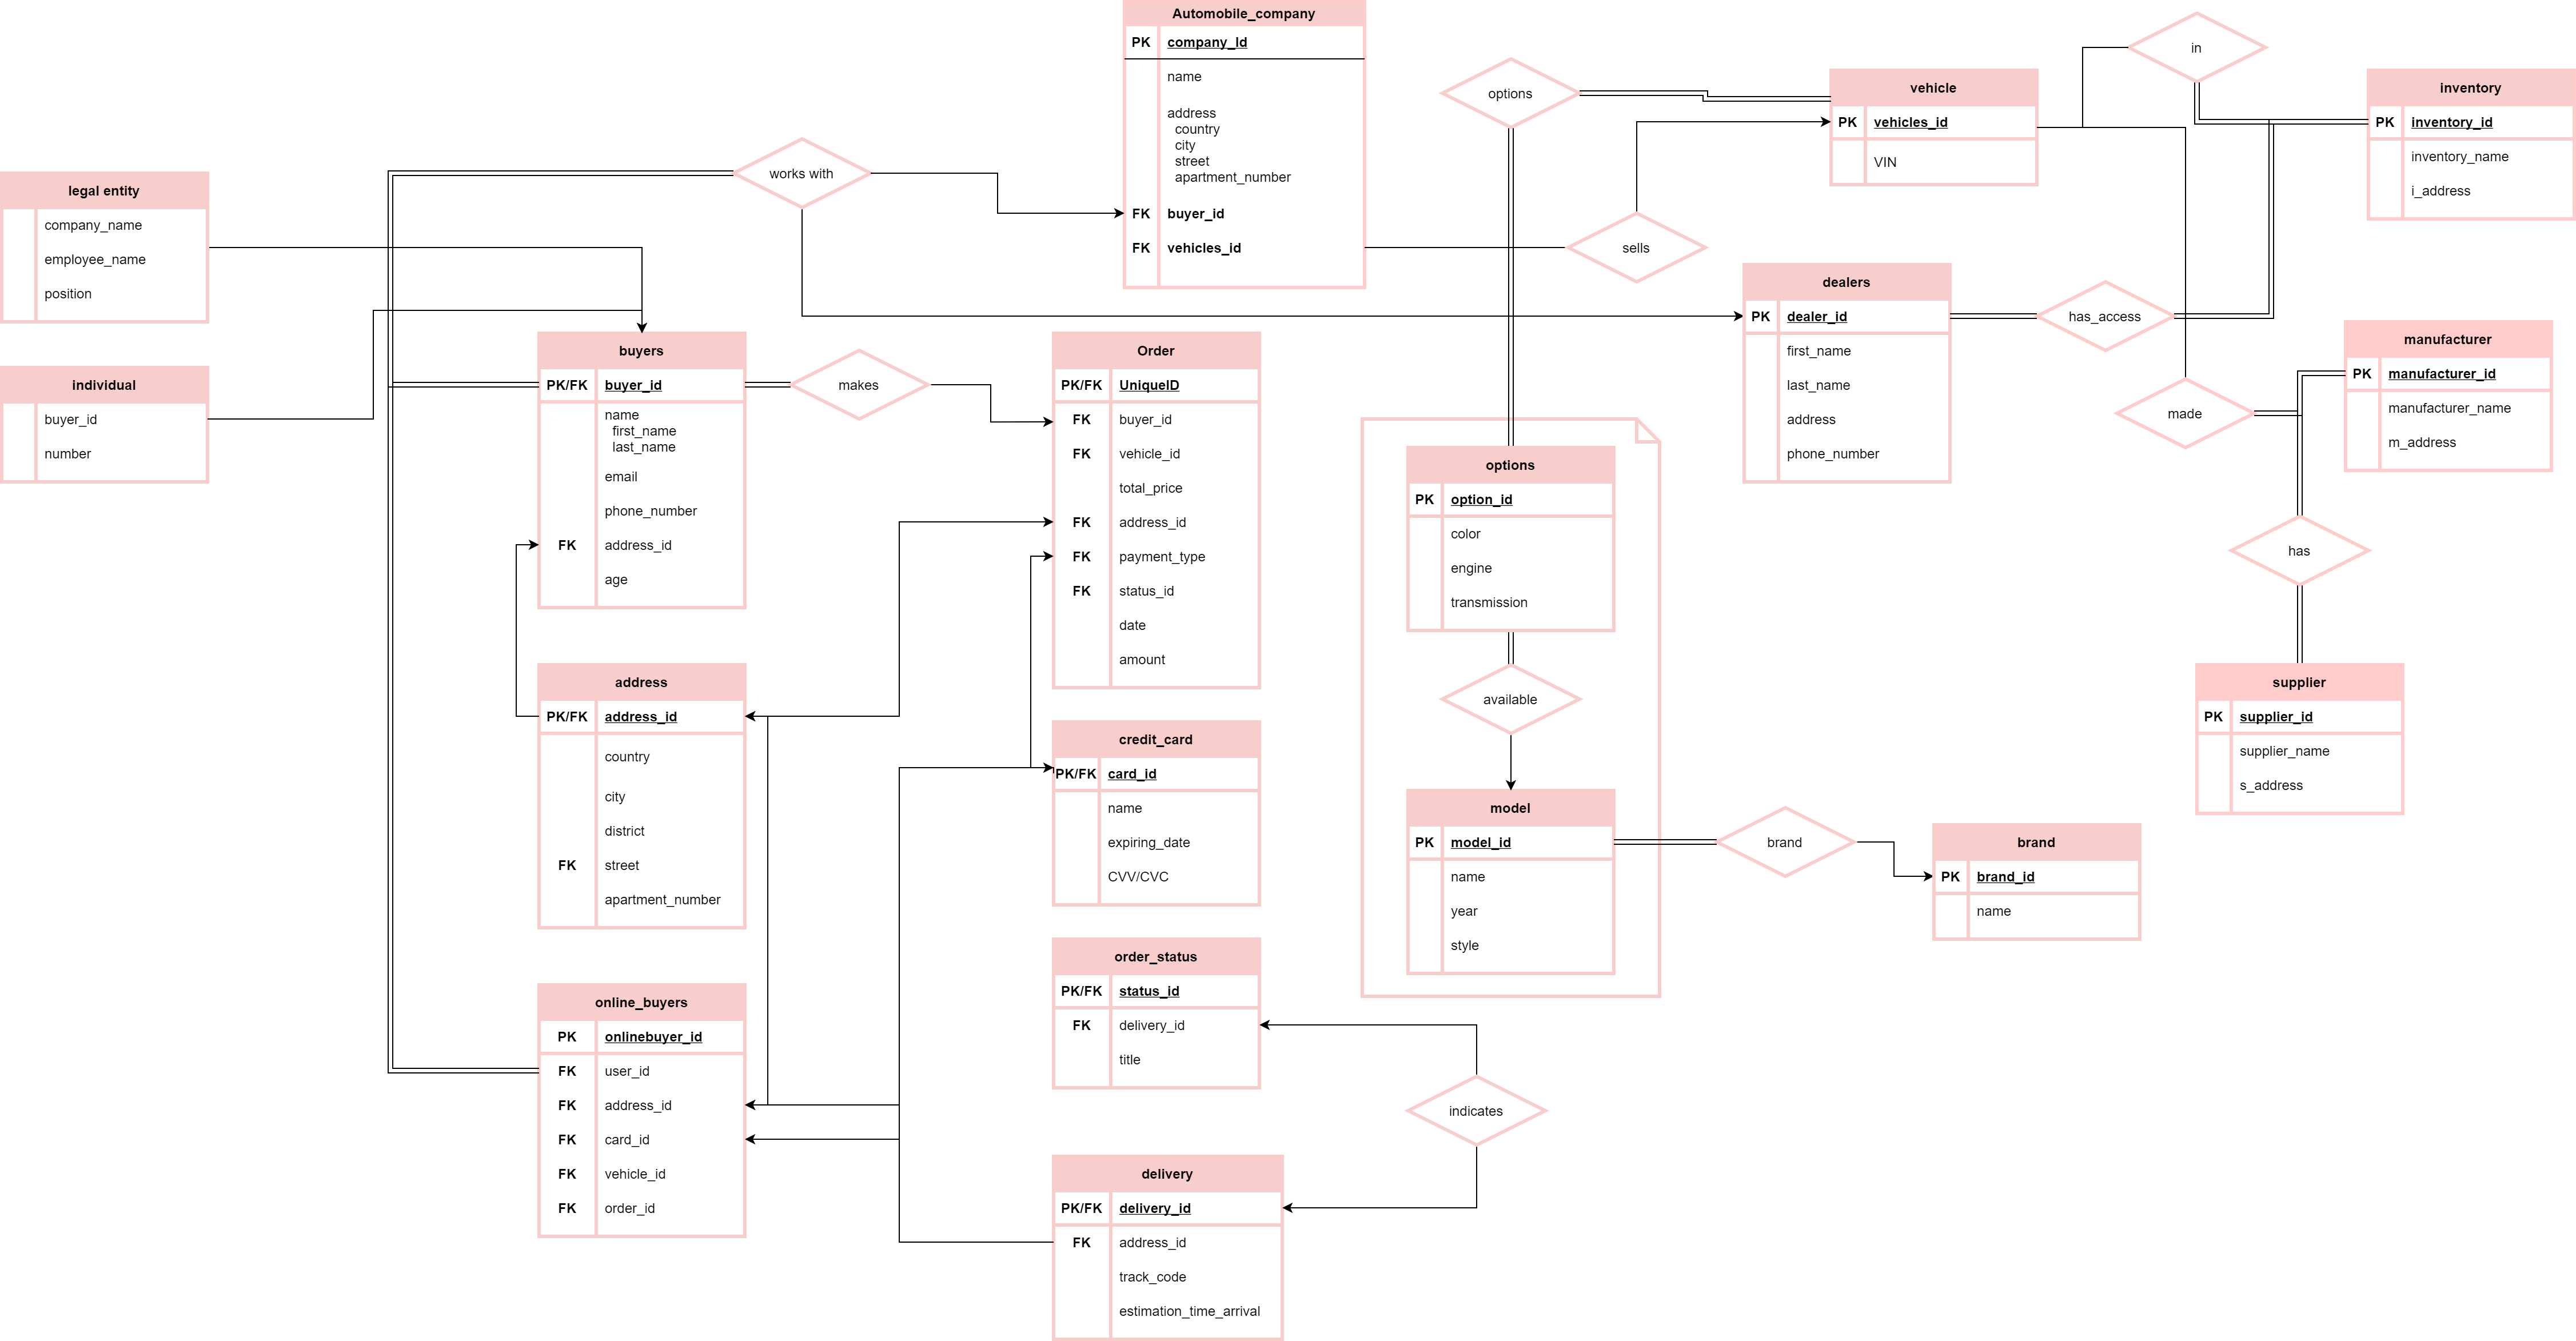 Automobile_company
PK company_Id
name
address
country
city
street
apartment_number
FK buyer_id
FK vehicles_id
options
vehicle
PK vehicles_id
VIN
in
inventory
PK inventory_id
inventory_name
i_address
works with
sells
legal entity
company_name
employee_name
position
individual
buyer_id
number
dealers
PK dealer_id
first_name
last_name
address
phone_number
has_access
made
manufacturer
PK manufacturer_id
manufacturer_name
m_address
has
supplier
PK supplier_id
supplier_name
s_address
buyers
PK/FK buyer_id
name
first_name
last_name
email
phone_number
FK address_id
age
makes
Order
PK/FK UniqueID
FK buyer_id
FK vehicle_id
total_price
FK address_id
FK payment_type
FK status_id
date
amount
options
PK option_id
color
engine
transmission
available
model
PK model_id
name
year
style
brand
brand
PK brand_id
name
address
PK/FK address_id
country
city
district
FK street
apartment_number
credit_card
PK/FK card_id
name
expiring_date
CVV/CVC
online_buyers
PK onlinebuyer_id
FK user_id
FK address_id
FK card_id
FK vehicle_id
FK order_id
order_status
PK/FK status_id
FK delivery_id
title
indicates
delivery
PK/FK delivery_id
FK address_id
track_code
estimation_time_arrival